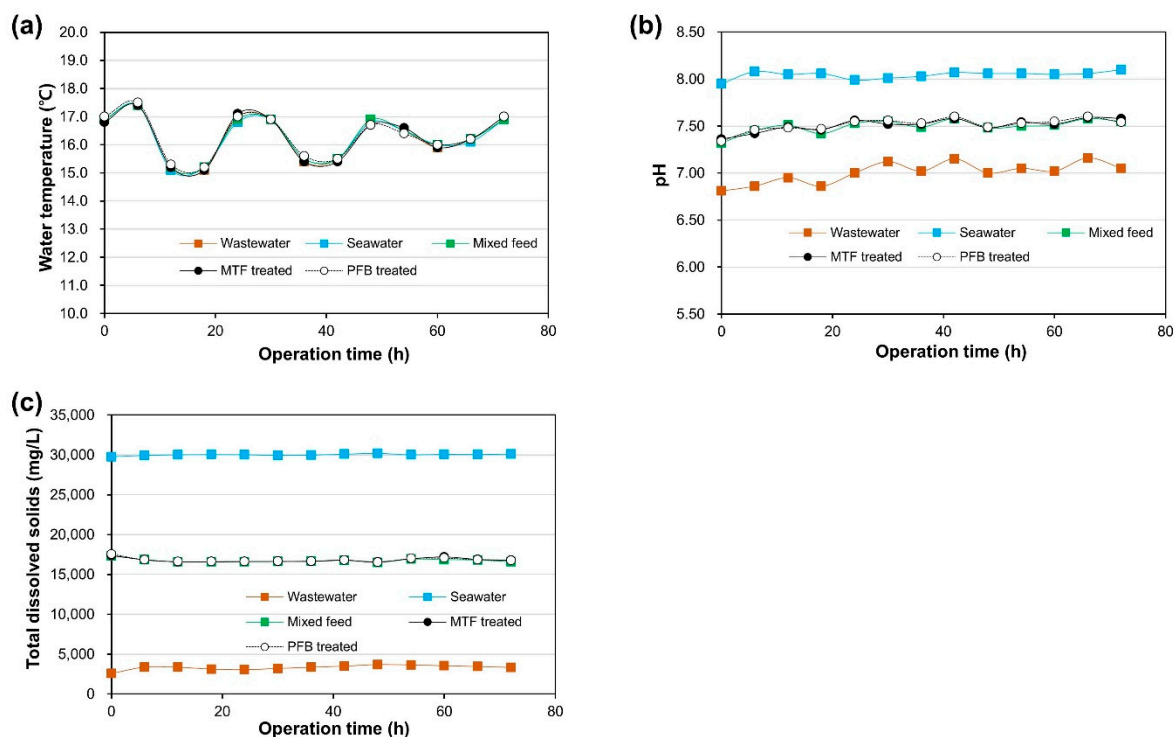 (a)
20.0
19.0
18.0
17.0
16.0
15.0
14.0
13.0
12.0
11.0
10.0
Water temperature (℃)
Wastewater Seawater Mixed feed
MTF treated PFB treated
0 20 40 60 80
Operation time (h)
(b)
8.50
8.00
7.50
7.00
6.50
6.00
5.50
pH
Wastewater Seawater Mixed feed
MTF treated PFB treated
0 20 40 60 80
Operation time (h)
(c)
35,000
30,000
25,000
20,000
15,000
10,000
5,000
0
Total dissolved solids (mg/L)
Wastewater Seawater
Mixed feed MTF treated
PFB treated
0 20 40 60 80
Operation time (h)